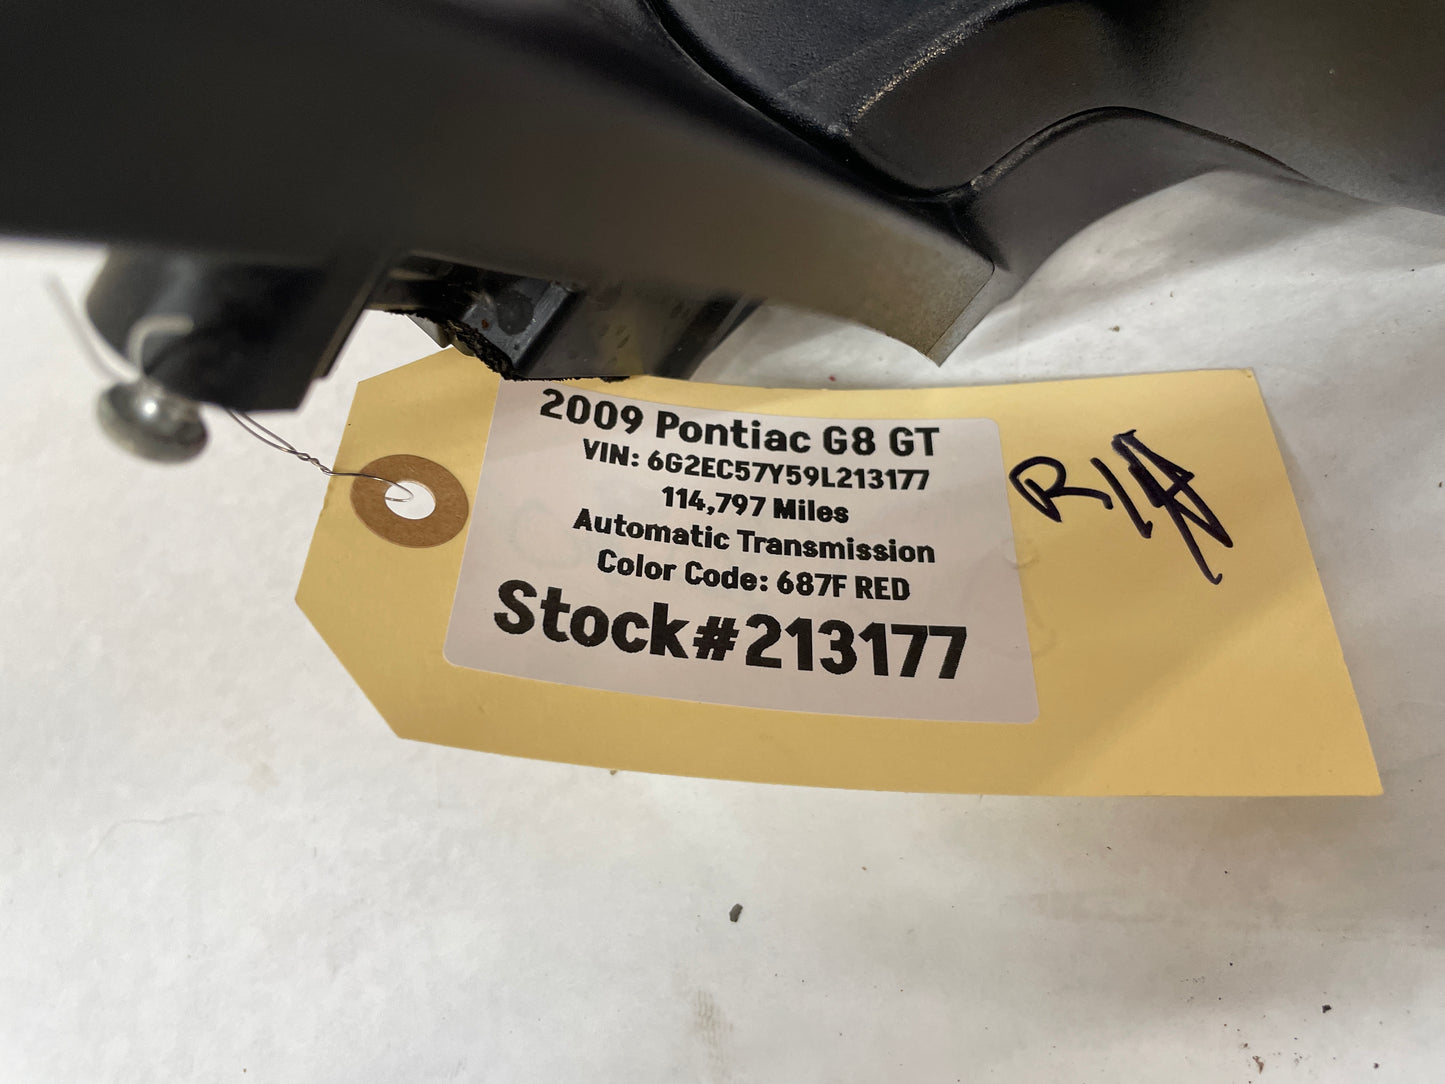 2009 Pontiac G8 GT
VIN: 6G2EC57Y59L213177
114,797 Miles
Automatic Transmission
Color Code: 687F RED
Stock#213177